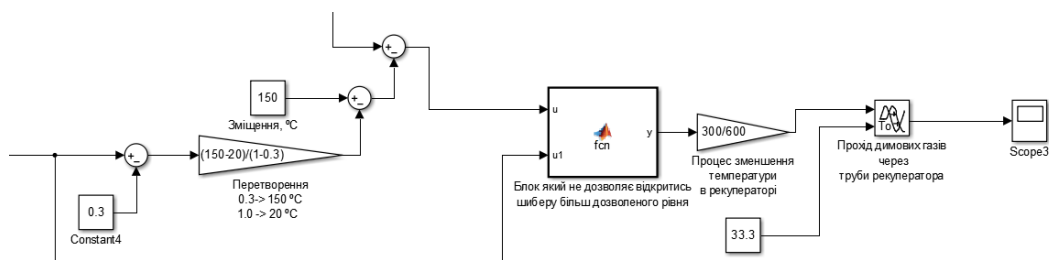 150
Зміщення, ºC
(150-20)/(1-0.3)
Перетворення
0.3-> 150 ºC
1.0 -> 20 ºC
0.3
Constant4
u
u1
y
fcn
Блок який не дозволяє відкритись
шиберу більш дозволеного рівня
300/600
Процес зменшення
температури
в рекуператорі
To
Прохід димових газів
через
труби рекуператора
33.3
Scope3